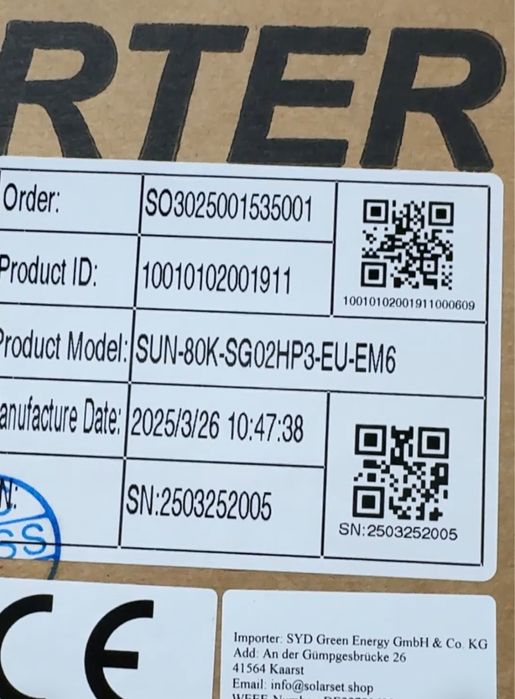 RTER
Order: SO3025001535001
10010102001911000609
Product ID: 10010102001911
Product Model: SUN-80K-SG02HP3-EU-EM6
anufacture Date: 2025/3/26 10:47:38
N: SN:2503252005
SN:2503252005
SS
CE
Importer: SYD Green Energy GmbH & Co. KG
Add: An der Gümpgesbrücke 26
41564 Kaarst
Email: info@solarset.shop